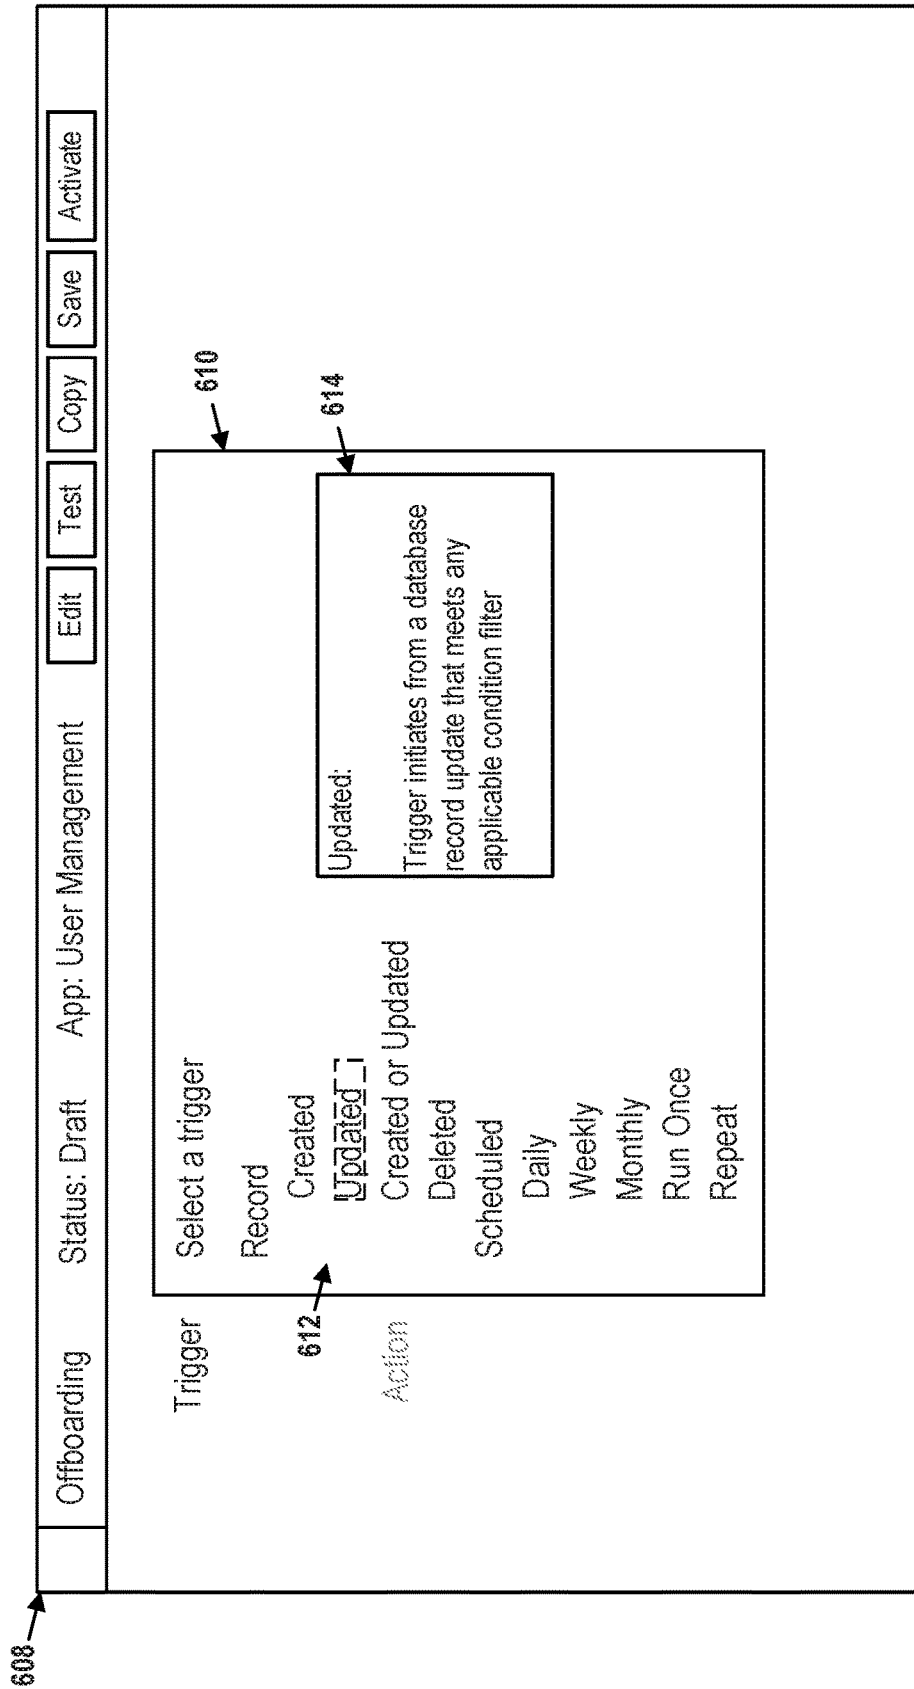 608
Offboarding Status: Draft App: User Management Edit Test Copy Save Activate
Trigger
Select a trigger
610
Record
Created
612
Updated
Created or Updated
Action
Deleted
Scheduled
Daily
Weekly
Monthly
Run Once
Repeat
614
Updated:
Trigger initiates from a database
record update that meets any
applicable condition filter